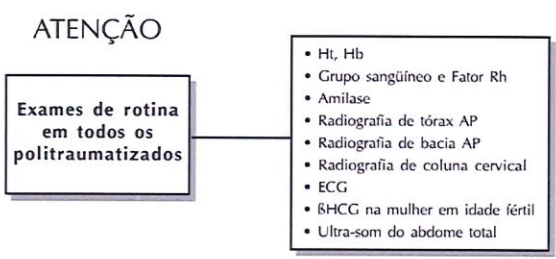 ATENÇÃO
Exames de rotina
em todos os
politraumatizados
• Ht, Hb
• Grupo sangüíneo e Fator Rh
• Amilase
• Radiografia de tórax AP
• Radiografia de bacia AP
• Radiografia de coluna cervical
• ECG
• ßHCG na mulher em idade fértil
• Ultra-som do abdome total